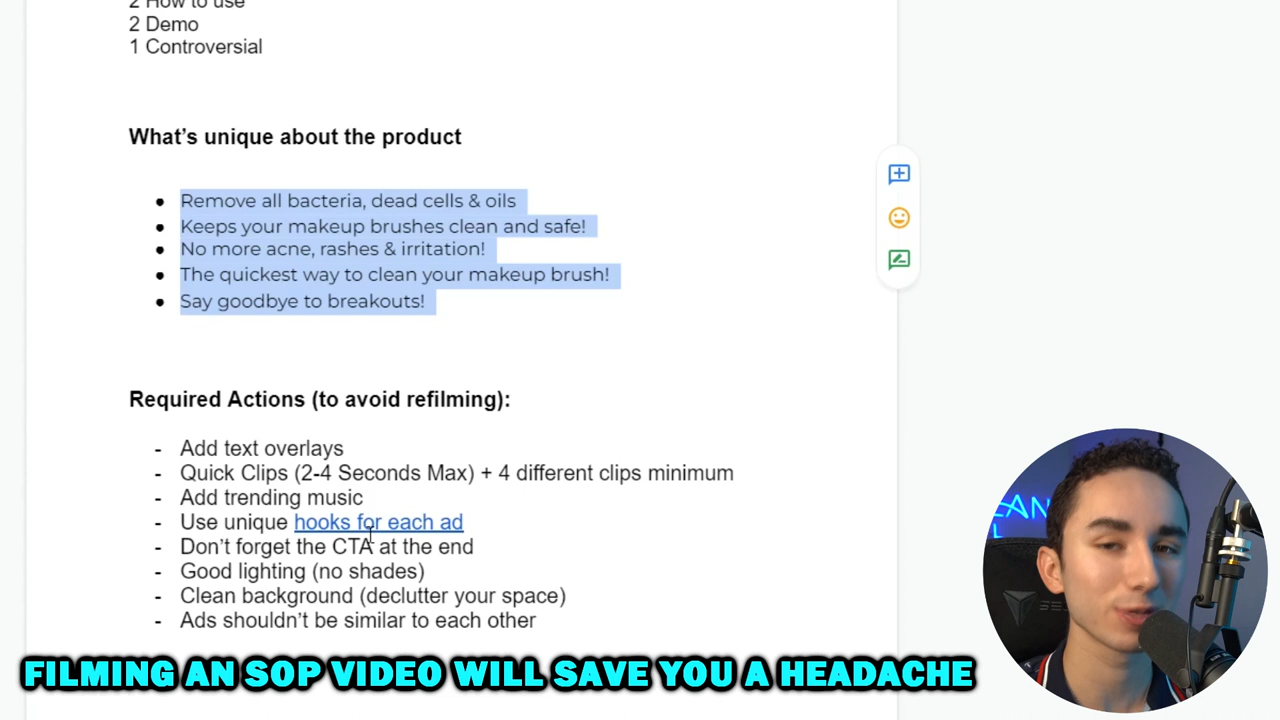 2 How to use
2 Demo
1 Controversial
What's unique about the product
● Remove all bacteria, dead cells & oils
● Keeps your makeup brushes clean and safe!
● No more acne, rashes & irritation!
● The quickest way to clean your makeup brush!
● Say goodbye to breakouts!
Required Actions (to avoid refilming):
- Add text overlays
- Quick Clips (2-4 Seconds Max) + 4 different clips minimum
- Add trending music
- Use unique hooks for each ad
- Don't forget the CTA at the end
- Good lighting (no shades)
- Clean background (declutter your space)
- Ads shouldn't be similar to each other
FILMING AN SOP VIDEO WILL SAVE YOU A HEADACHE